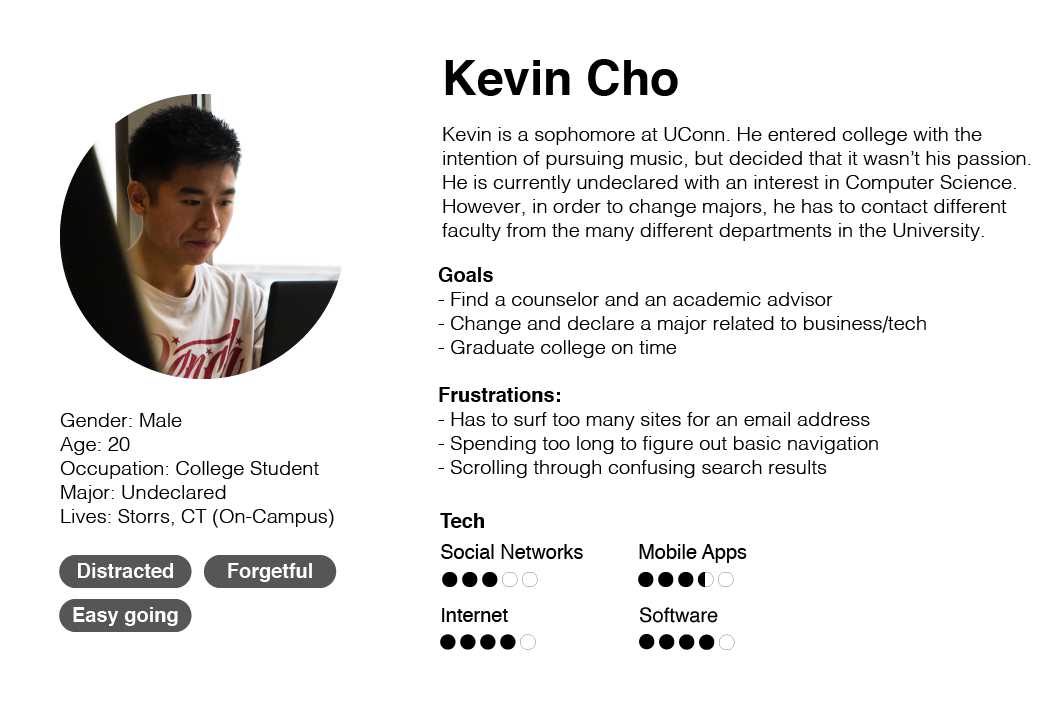 Kevin Cho
Kevin is a sophomore at UConn. He entered college with the
intention of pursuing music, but decided that it wasn't his passion.
He is currently undeclared with an interest in Computer Science.
However, in order to change majors, he has to contact different
faculty from the many different departments in the University.
Goals
- Find a counselor and an academic advisor
- Change and declare a major related to business/tech
- Graduate college on time
Frustrations:
- Has to surf too many sites for an email address
- Spending too long to figure out basic navigation
- Scrolling through confusing search results
Tech
Social Networks
Mobile Apps
Internet
Software
Gender: Male
Age: 20
Occupation: College Student
Major: Undeclared
Lives: Storrs, CT (On-Campus)
Distracted
Forgetful
Easy going